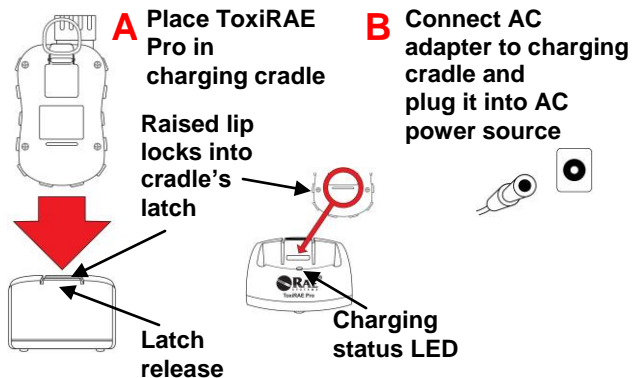 A Place ToxiRAE
Pro in
charging cradle
Raised lip
locks into
cradle's
latch
Latch
release
B Connect AC
adapter to charging
cradle and
plug it into AC
power source
RAE
SYSTEMS
ToxiRAE Pro
Charging
status LED